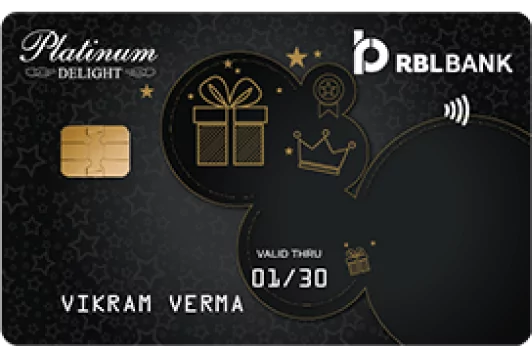 Platinum
DELIGHT
RBLBANK
VALID THRU
01/30
VIKRAM VERMA